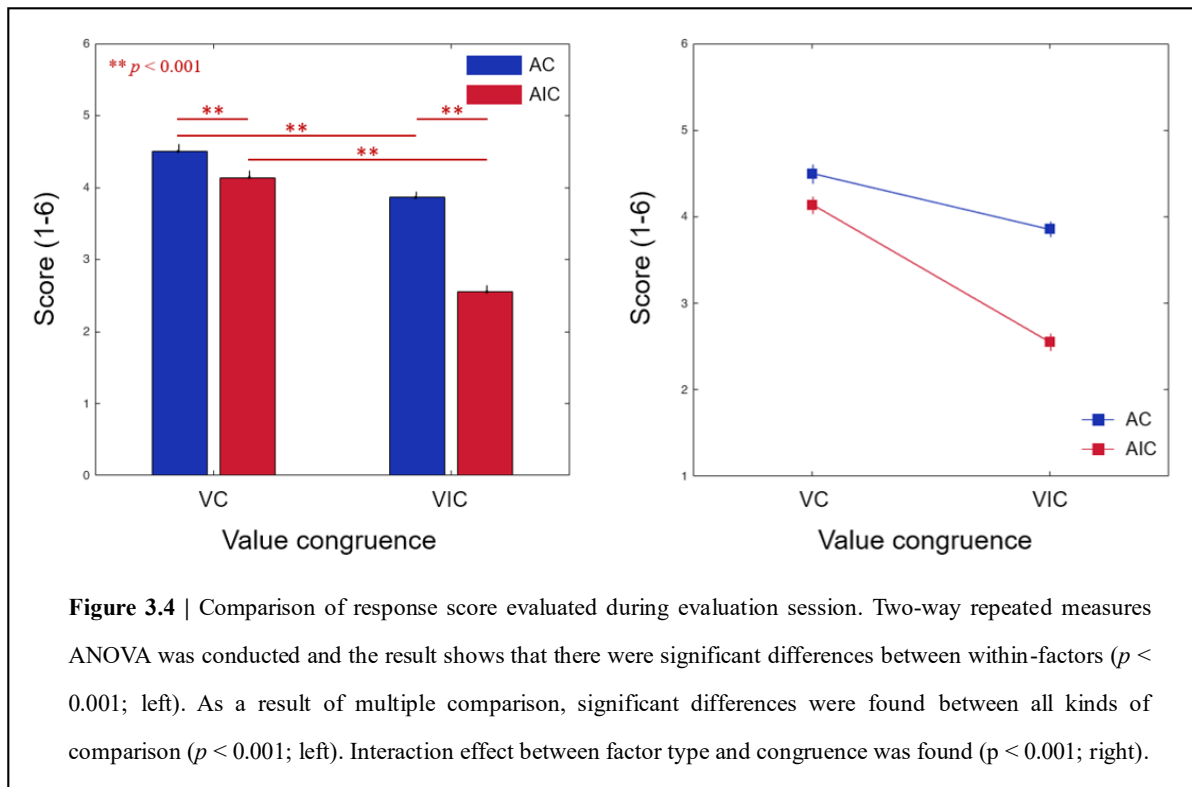 6
5
4
3
2
1
0
Score (1-6)
** p < 0.001
AC
AIC
**
**
**
**
VC
VIC
Value congruence
6
5
4
3
2
1
Score (1-6)
AC
AIC
VC
VIC
Value congruence
Figure 3.4 | Comparison of response score evaluated during evaluation session. Two-way repeated measures
ANOVA was conducted and the result shows that there were significant differences between within-factors (p <
0.001; left). As a result of multiple comparison, significant differences were found between all kinds of
comparison (p < 0.001; left). Interaction effect between factor type and congruence was found (p < 0.001; right).